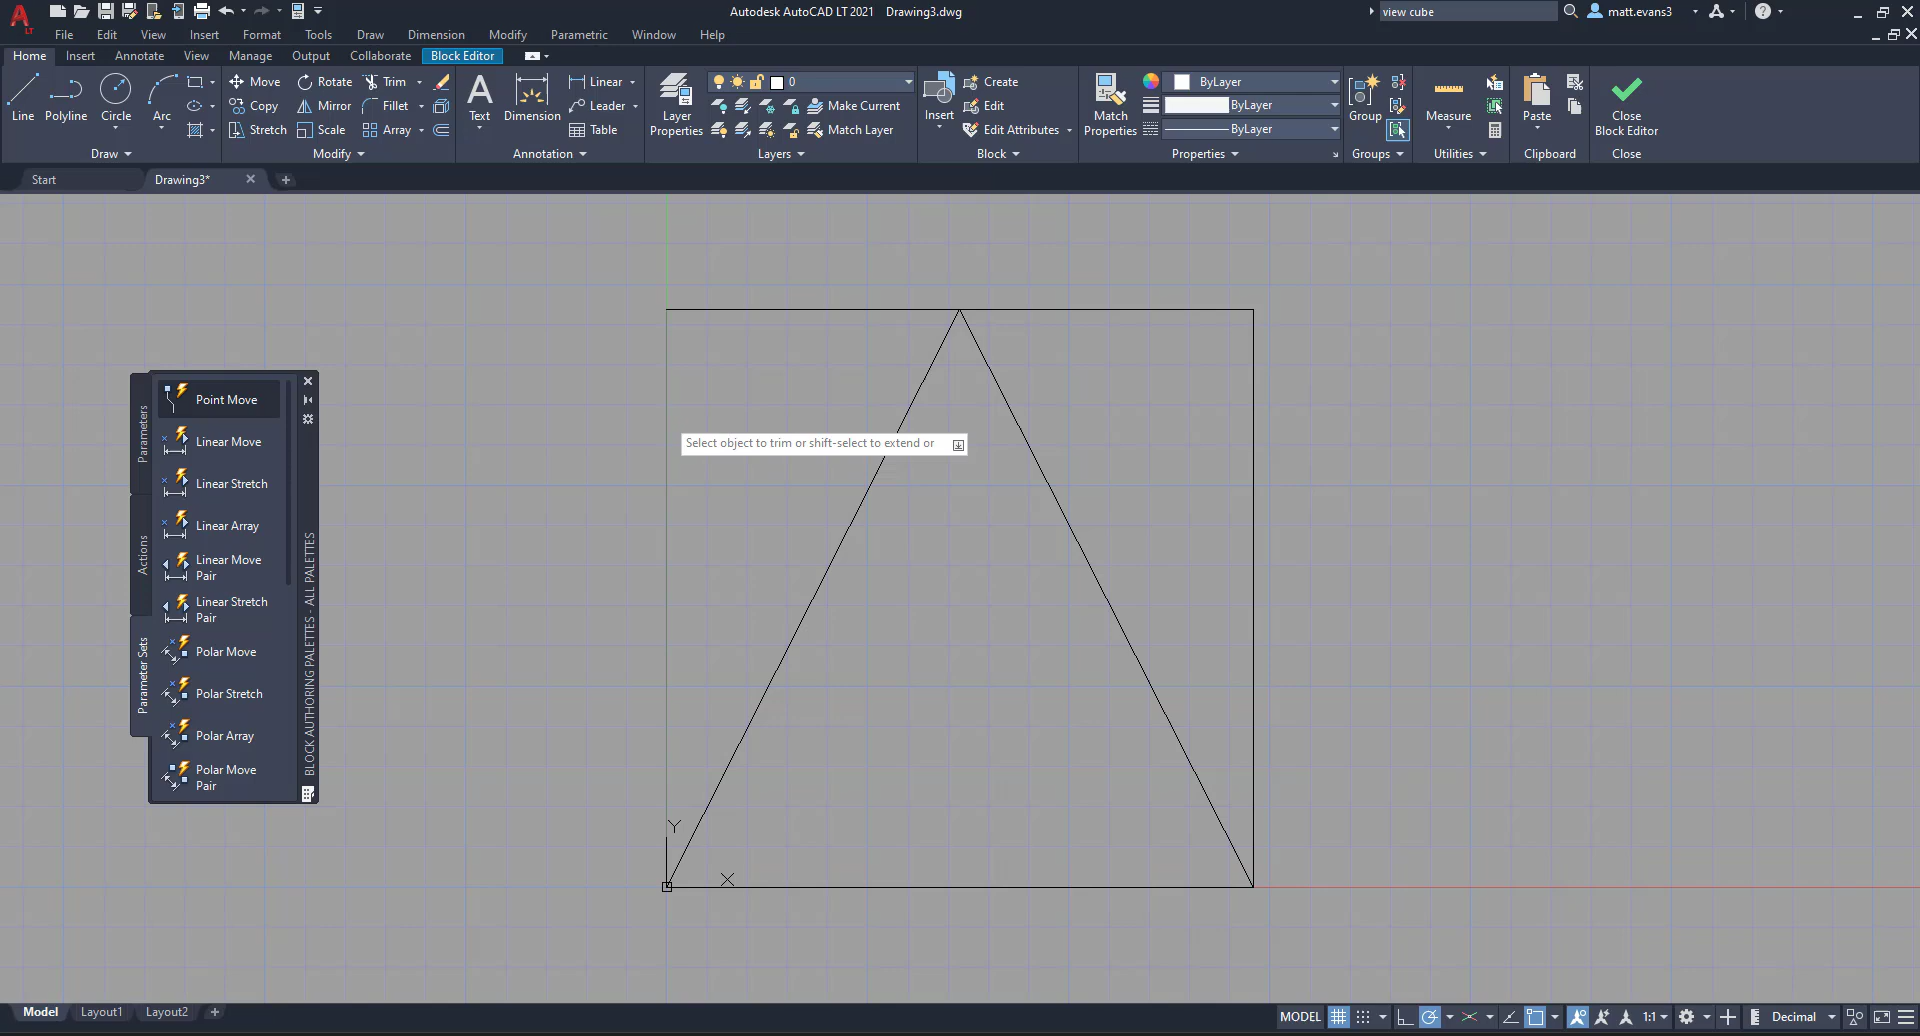 Autodesk AutoCAD LT 2021 Drawing3.dwg
view cube
matt.evans3
LT
File Edit View Insert Format Tools Draw Dimension Modify Parametric Window Help
Home Insert Annotate View Manage Output Collaborate Block Editor
Line
Polyline
Circle
Arc
Draw
Move Rotate Trim
Copy Mirror Fillet
Stretch Scale Array
Modify
Text
Dimension
Linear
Leader
Table
Annotation
Layer
Properties
0
Make Current
Match Layer
Layers
Insert
Create
Edit
Edit Attributes
Block
Match
Properties
ByLayer
ByLayer
ByLayer
Properties
Group
Groups
Measure
Utilities
Paste
Clipboard
Close
Block Editor
Close
Start
Drawing3*
Point Move
Linear Move
Linear Stretch
Linear Array
Linear Move
Pair
Linear Stretch
Pair
Polar Move
Polar Stretch
Polar Array
Polar Move
Pair
Parameters
Actions
Parameter Sets
BLOCK AUTHORING PALETTES - ALL PALETTES
Select object to trim or shift-select to extend or
Y
X
Model Layout1 Layout2
MODEL
1:1
Decimal